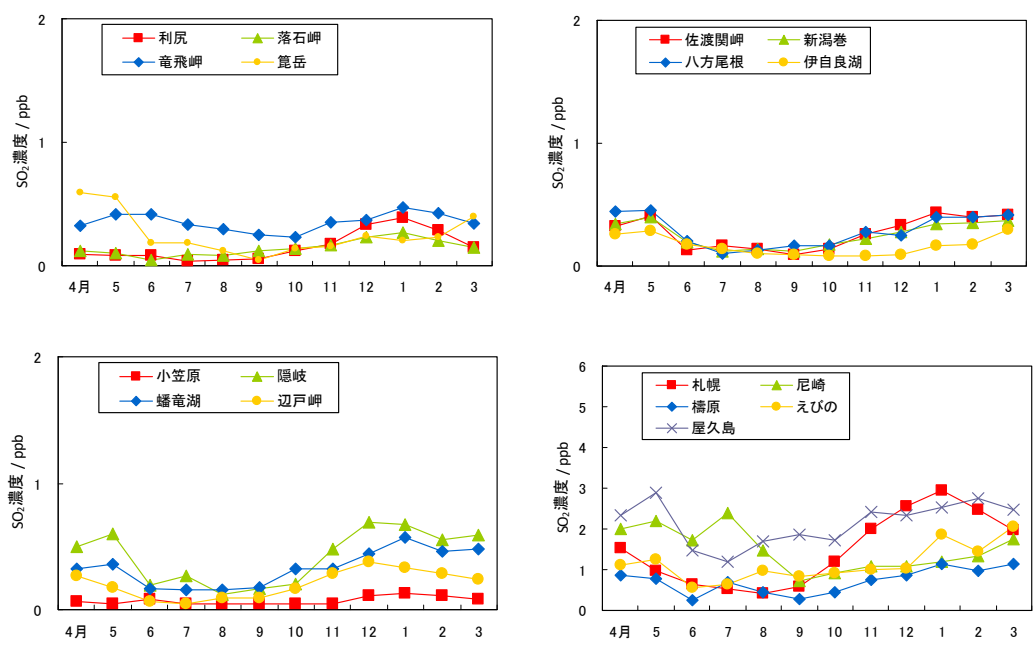 SO₂濃度 / ppb
2
1
0
利尻 落石岬
竜飛岬 箆岳
4月 5 6 7 8 9 10 11 12 1 2 3
SO₂濃度 / ppb
2
1
0
佐渡関岬 新潟巻
八方尾根 伊自良湖
4月 5 6 7 8 9 10 11 12 1 2 3
SO₂濃度 / ppb
2
1
0
小笠原 隠岐
蟠竜湖 辺戸岬
4月 5 6 7 8 9 10 11 12 1 2 3
SO₂濃度 / ppb
6
5
4
3
2
1
0
札幌 尼崎
檮原 えびの
屋久島
4月 5 6 7 8 9 10 11 12 1 2 3